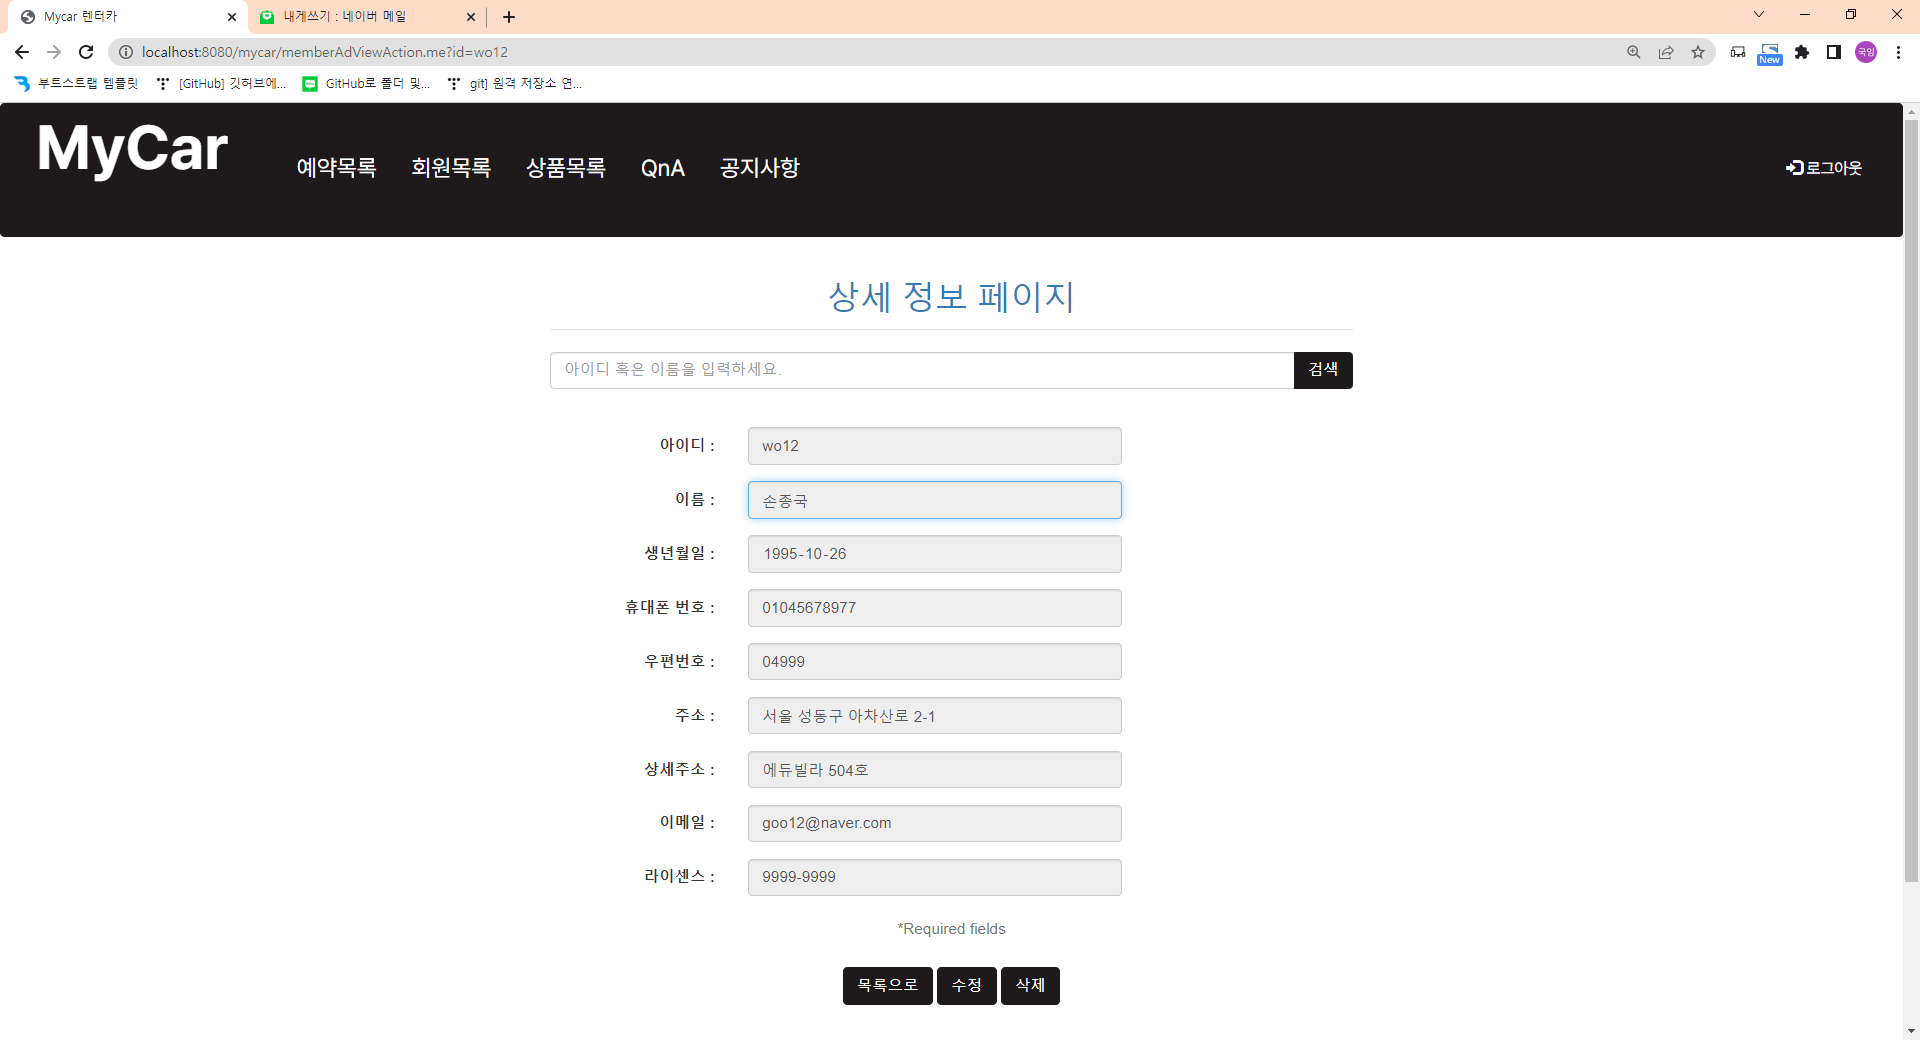 Mycar 렌터카
내게쓰기 : 네이버 메일
localhost:8080/mycar/memberAdViewAction.me?id=wo12
New
국잉
부트스트랩 템플릿
[GitHub] 깃허브에...
GitHub로 폴더 및...
git] 원격 저장소 연...
MyCar
예약목록
회원목록
상품목록
QnA
공지사항
로그아웃
상세 정보 페이지
아이디 혹은 이름을 입력하세요.
검색
아이디 : wo12
이름 : 손종국
생년월일 : 1995-10-26
휴대폰 번호 : 01045678977
우편번호 : 04999
주소 : 서울 성동구 아차산로 2-1
상세주소 : 에듀빌라 504호
이메일 : goo12@naver.com
라이센스 : 9999-9999
*Required fields
목록으로
수정
삭제